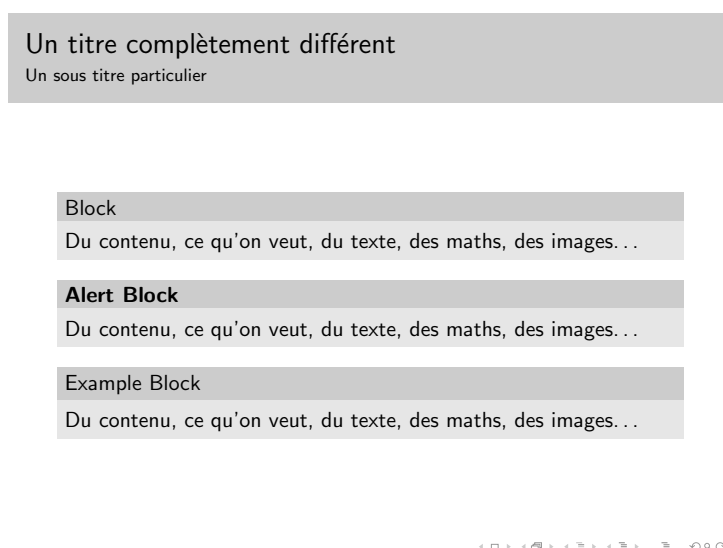 Un titre complètement différent
Un sous titre particulier
Block
Du contenu, ce qu'on veut, du texte, des maths, des images...
Alert Block
Du contenu, ce qu'on veut, du texte, des maths, des images...
Example Block
Du contenu, ce qu'on veut, du texte, des maths, des images...